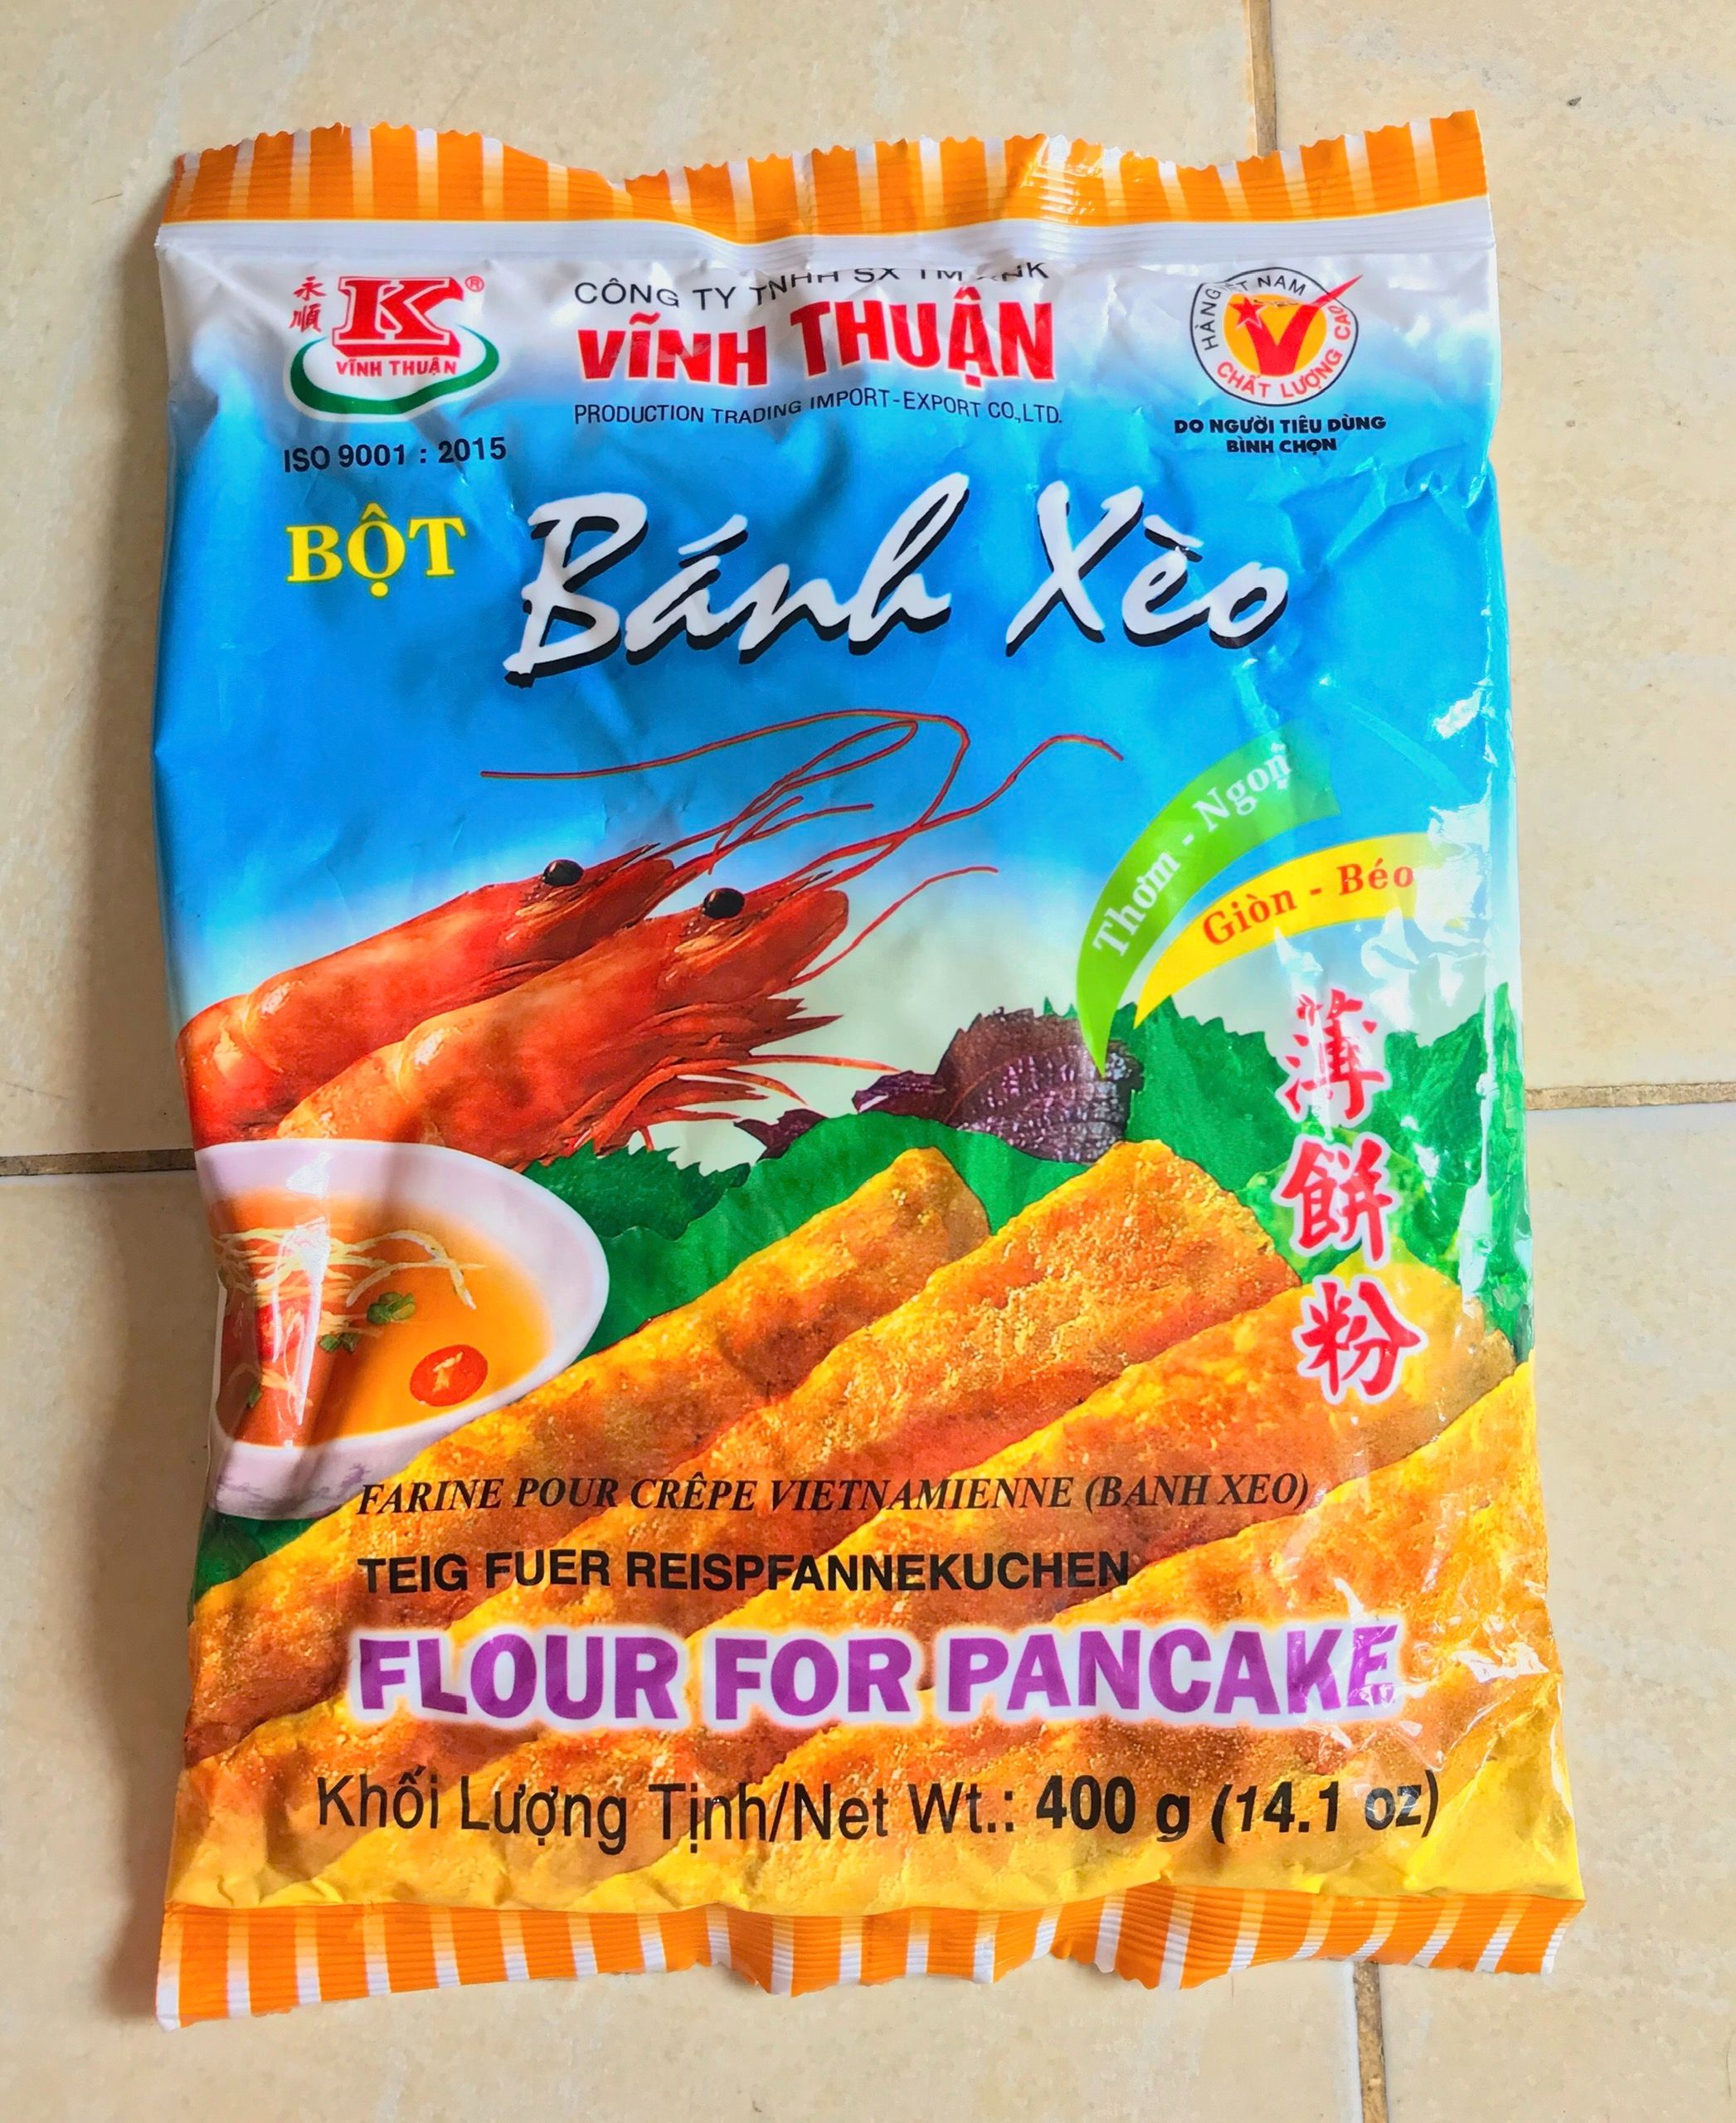 永順
K®
VĨNH THUẬN
ISO 9001 : 2015
CÔNG TY TNHH SX TM
VĨNH THUẬN
PRODUCTION TRADING IMPORT-EXPORT CO.,LTD.
HÀNG VIỆT NAM
CHẤT LƯỢNG CAO
DO NGƯỜI TIÊU DÙNG
BÌNH CHỌN
BỘT Bánh Xèo
Thơm - Ngon
Giòn - Béo
薄餅粉
FARINE POUR CRÊPE VIETNAMIENNE (BANH XEO)
TEIG FUER REISPFANNEKUCHEN
FLOUR FOR PANCAKE
Khối Lượng Tịnh/Net Wt.: 400 g (14.1 oz)